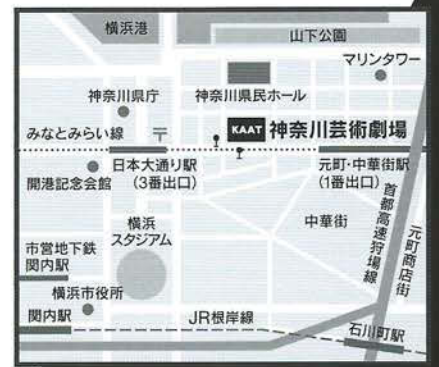 横浜港
山下公園
マリンタワー
神奈川県庁
神奈川県民ホール
みなとみらい線
〒
KAAT 神奈川芸術劇場
日本大通り駅
(3番出口)
元町・中華街駅
(1番出口)
開港記念会館
首都高速狩場線
元町商店街
中華街
横浜
スタジアム
市営地下鉄
関内駅
横浜市役所
関内駅
JR根岸線
石川町駅